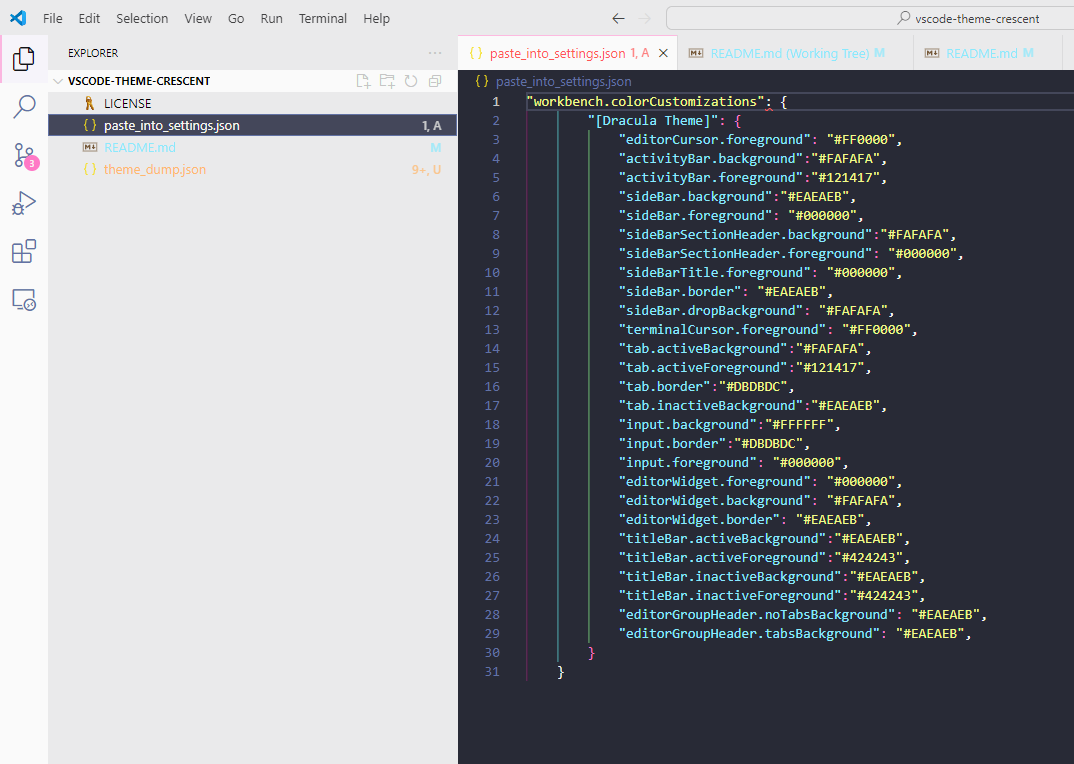 File Edit Selection View Go Run Terminal Help
vscode-theme-crescent
EXPLORER
VSCODE-THEME-CRESCENT
LICENSE
{} paste_into_settings.json 1, A
README.md M
{} theme_dump.json 9+, U
3
{} paste_into_settings.json 1, A
README.md (Working Tree) M
README.md M
{} paste_into_settings.json
1 "workbench.colorCustomizations": {
2 "[Dracula Theme]": {
3 "editorCursor.foreground": "#FF0000",
4 "activityBar.background":"#FAFAFA",
5 "activityBar.foreground":"#121417",
6 "sideBar.background":"#EAEAEB",
7 "sideBar.foreground": "#000000",
8 "sideBarSectionHeader.background":"#FAFAFA",
9 "sideBarSectionHeader.foreground": "#000000",
10 "sideBarTitle.foreground": "#000000",
11 "sideBar.border": "#EAEAEB",
12 "sideBar.dropBackground": "#FAFAFA",
13 "terminalCursor.foreground": "#FF0000",
14 "tab.activeBackground":"#FAFAFA",
15 "tab.activeForeground":"#121417",
16 "tab.border":"#DBDBDC",
17 "tab.inactiveBackground":"#EAEAEB",
18 "input.background":"#FFFFFF",
19 "input.border":"#DBDBDC",
20 "input.foreground": "#000000",
21 "editorWidget.foreground": "#000000",
22 "editorWidget.background": "#FAFAFA",
23 "editorWidget.border": "#EAEAEB",
24 "titleBar.activeBackground":"#EAEAEB",
25 "titleBar.activeForeground":"#424243",
26 "titleBar.inactiveBackground":"#EAEAEB",
27 "titleBar.inactiveForeground":"#424243",
28 "editorGroupHeader.noTabsBackground": "#EAEAEB",
29 "editorGroupHeader.tabsBackground": "#EAEAEB",
30 }
31 }